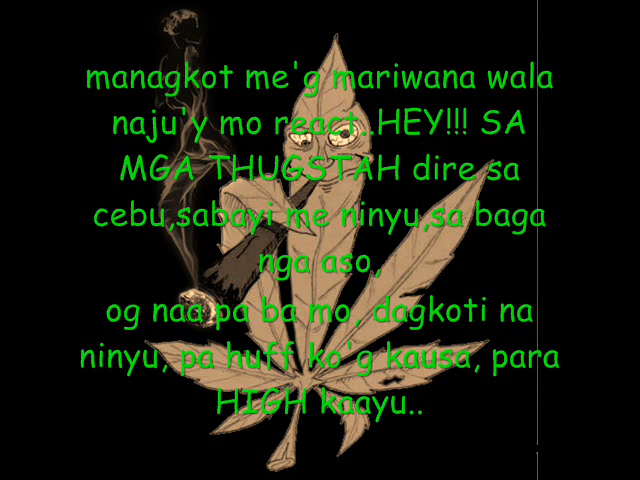 managkot me'g mariwana wala
naju'y mo react..HEY!!! SA
MGA THUGSTAH dire sa
cebu,sabayi me ninyu,sa baga
nga aso,
og naa pa ba mo, dagkoti na
ninyu, pa huff ko'g kausa, para
HIGH kaayu..